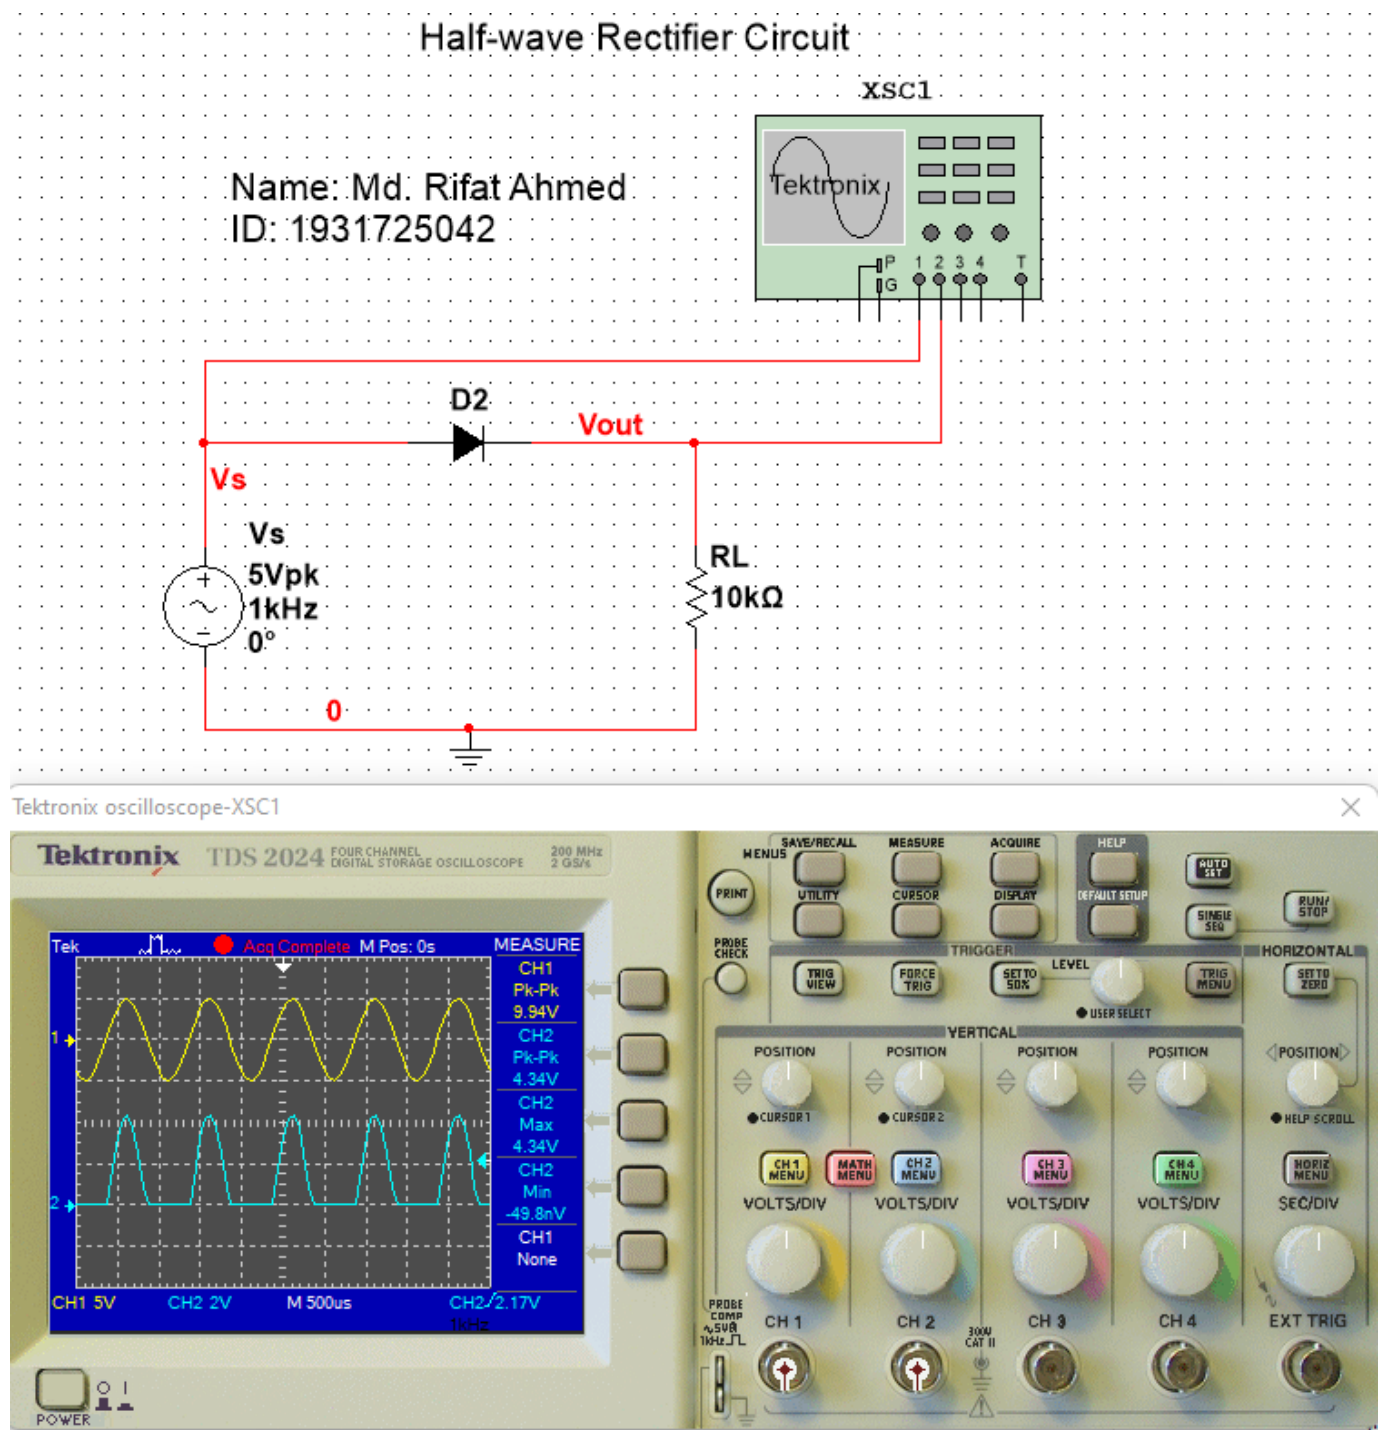 Half-wave Rectifier Circuit
XSC1
Name: Md. Rifat Ahmed
ID: 1931725042
Tektronix
P 1 2 3 4 T
G
D2
Vout
Vs
Vs
5Vpk
1kHz
0°
RL
10kΩ
0
Tektronix oscilloscope-XSC1
Tektronix TDS 2024 FOUR CHANNEL DIGITAL STORAGE OSCILLOSCOPE 200 MHz 2 GS/s
Tek Acq Complete M Pos: 0s MEASURE
CH1
Pk-Pk
9.94V
CH2
Pk-Pk
4.34V
CH2
Max
4.34V
CH2
Min
-49.8nV
CH1
None
1
2
CH1 5V CH2 2V M 500us CH2 2.17V
1kHz
POWER
MENUS
SAVE/RECALL MEASURE ACQUIRE HELP AUTO SET
PRINT UTILITY CURSOR DISPLAY DEFAULT SETUP SINGLE SEQ RUN/ STOP
PROBE CHECK
TRIGGER HORIZONTAL
TRIG VIEW FORCE TRIG SET TO 50% LEVEL TRIG MENU SET TO ZERO
USER SELECT
VERTICAL
POSITION POSITION POSITION POSITION POSITION
CURSOR 1 CURSOR 2 HELP SCROLL
CH 1 MENU MATH MENU CH 2 MENU CH 3 MENU CH 4 MENU HORIZ MENU
VOLTS/DIV VOLTS/DIV VOLTS/DIV VOLTS/DIV SEC/DIV
PROBE COMP
~5V
1kHz
CH 1 CH 2 300V CAT II CH 3 CH 4 EXT TRIG